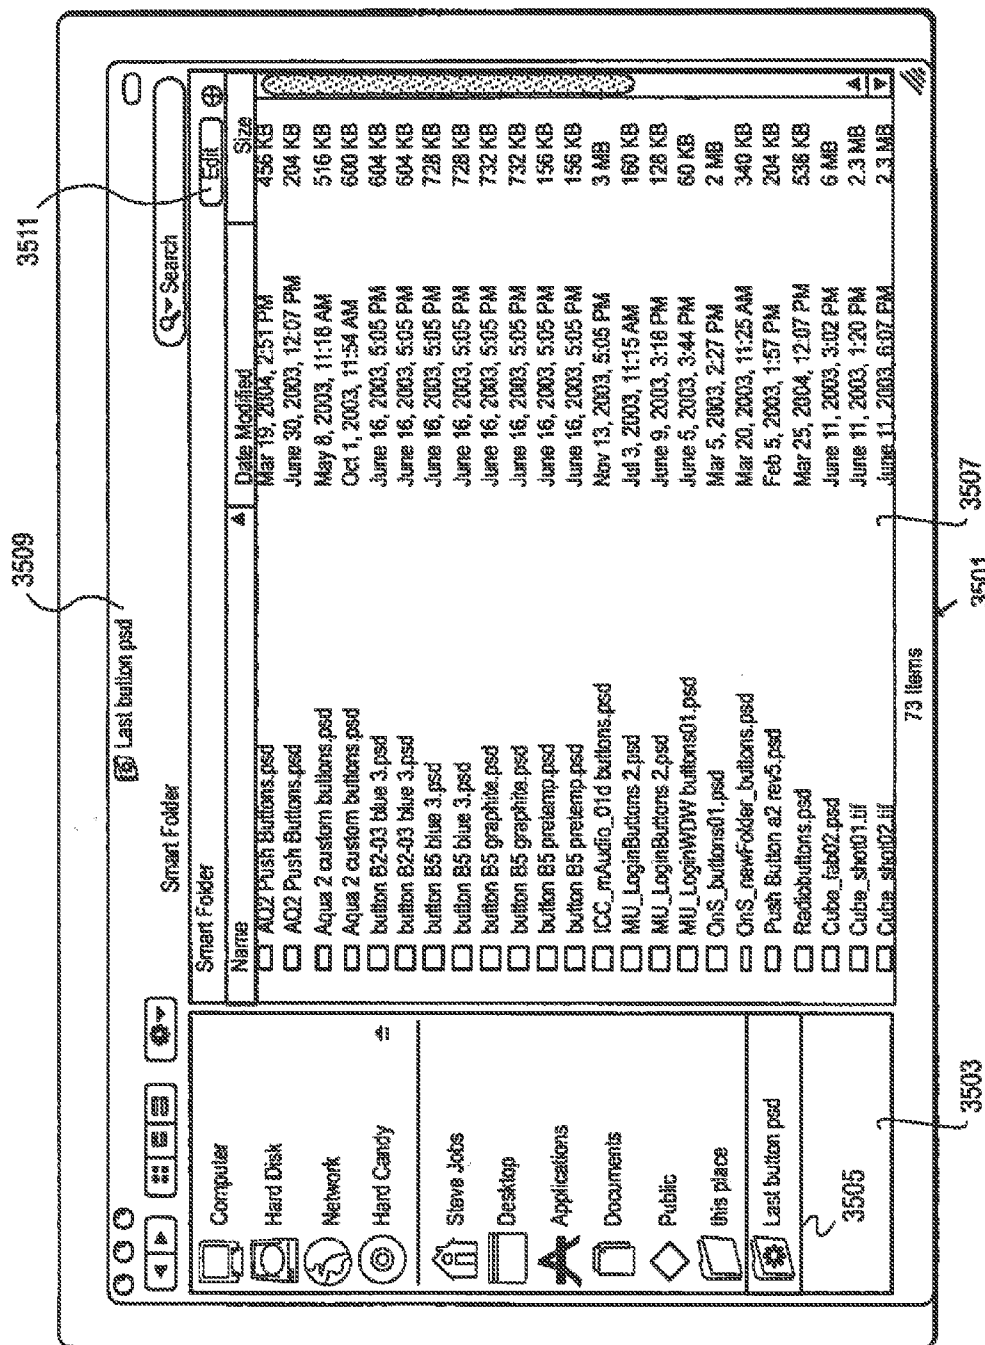 3509
3511
Last button psd
Search
Smart Folder
Smart Folder
Edit
Name Date Modified Size
AQ2 Push Buttons.psd Mar 19, 2004, 2:51 PM 456 KB
AQ2 Push Buttons.psd June 30, 2003, 12:07 PM 204 KB
Aqua 2 custom buttons.psd May 8, 2003, 11:18 AM 516 KB
Aqua 2 custom buttons.psd Oct 1, 2003, 11:54 AM 600 KB
button B2-03 blue 3.psd June 16, 2003, 5:05 PM 604 KB
button B2-03 blue 3.psd June 16, 2003, 5:05 PM 604 KB
button B5 blue 3.psd June 16, 2003, 5:05 PM 728 KB
button B5 blue 3.psd June 16, 2003, 5:05 PM 728 KB
button B5 graphite.psd June 16, 2003, 5:05 PM 732 KB
button B5 graphite.psd June 16, 2003, 5:05 PM 732 KB
button B5 pretemp.psd June 16, 2003, 5:05 PM 156 KB
button B5 pretemp.psd June 16, 2003, 5:05 PM 156 KB
ICC_mAudio_01d buttons.psd Nov 13, 2003, 5:05 PM 3 MB
MU_LoginButtons 2.psd Jul 3, 2003, 11:15 AM 160 KB
MU_LoginButtons 2.psd June 9, 2003, 3:18 PM 128 KB
MU_LoginWDW buttons01.psd June 5, 2003, 3:44 PM 60 KB
OnS_buttons01.psd Mar 5, 2003, 2:27 PM 2 MB
OnS_newFolder_buttons.psd Mar 20, 2003, 11:25 AM 340 KB
Push Button a2 rev5.psd Feb 5, 2003, 1:57 PM 204 KB
Radiobuttons.psd Mar 25, 2004, 12:07 PM 538 KB
Cube_tab02.psd June 11, 2003, 3:02 PM 6 MB
Cube_shot01.tif June 11, 2003, 1:20 PM 2.3 MB
Cube_shot02.tif June 11, 2003, 6:07 PM 2.3 MB
73 items
Computer
Hard Disk
Network
Hard Candy
Steve Jobs
Desktop
Applications
Documents
Public
this place
Last button psd
3505
3503
3501
3507